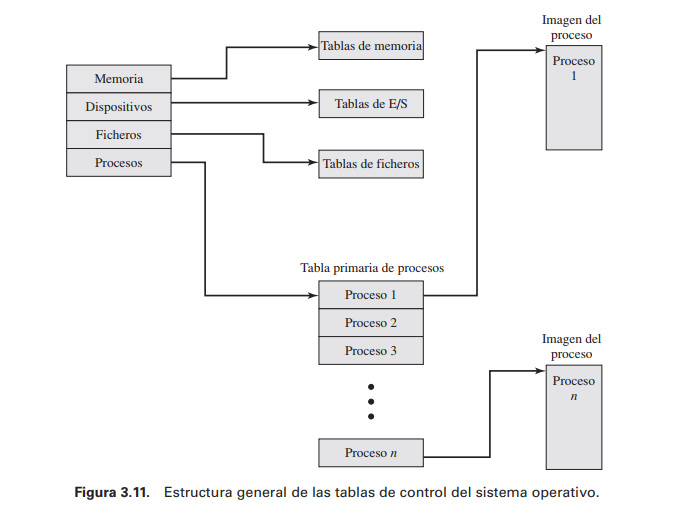 Imagen del
proceso
Proceso
1
Tablas de memoria
Memoria
Dispositivos
Ficheros
Procesos
Tablas de E/S
Tablas de ficheros
Tabla primaria de procesos
Proceso 1
Proceso 2
Proceso 3
Proceso n
Imagen del
proceso
Proceso
n
Figura 3.11. Estructura general de las tablas de control del sistema operativo.